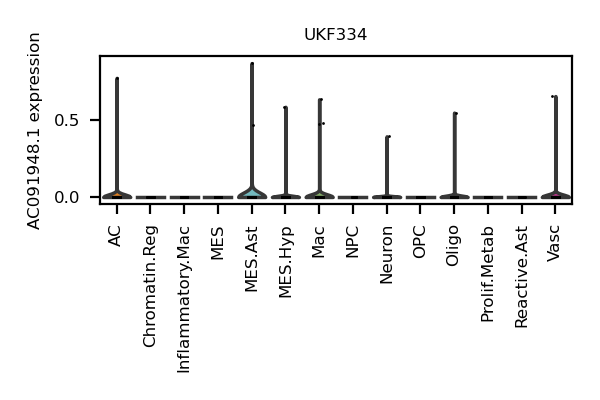 UKF334
AC091948.1 expression
0.5
0.0
AC
Chromatin.Reg
Inflammatory.Mac
MES
MES.Ast
MES.Hyp
Mac
NPC
Neuron
OPC
Oligo
Prolif.Metab
Reactive.Ast
Vasc